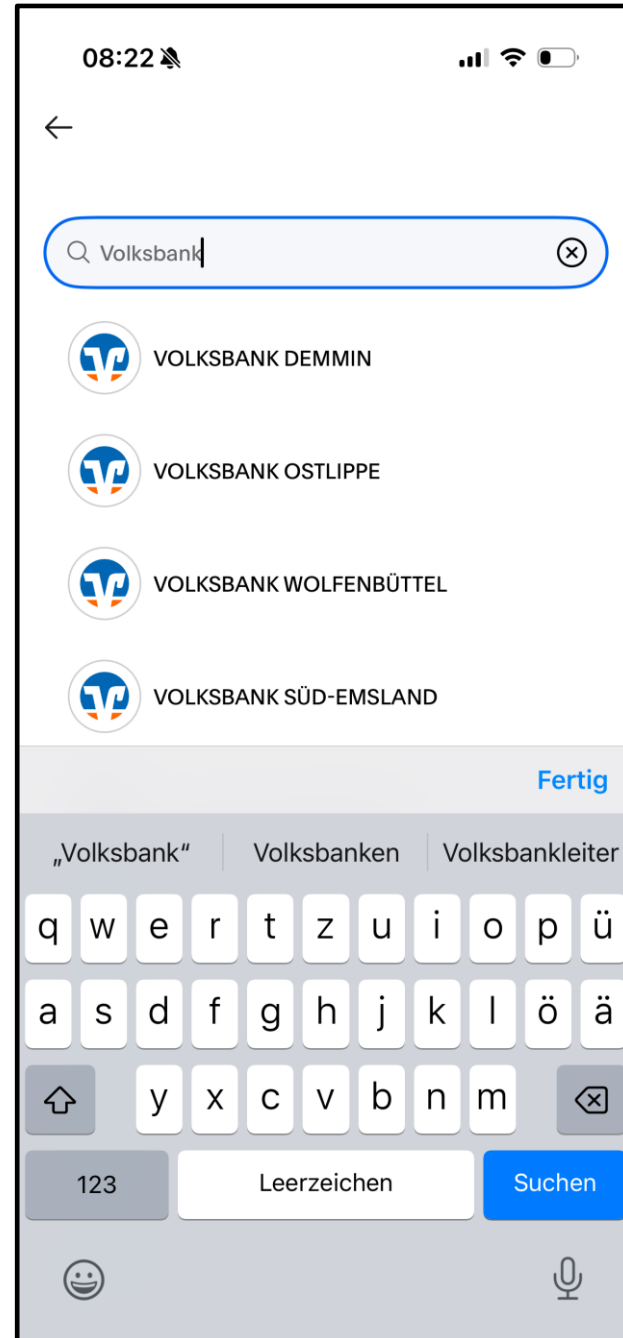 08:22
Volksbank
VOLKSBANK DEMMIN
VOLKSBANK OSTLIPPE
VOLKSBANK WOLFENBÜTTEL
VOLKSBANK SÜD-EMSLAND
Fertig
„Volksbank“ Volksbanken Volksbankleiter
q w e r t z u i o p ü
a s d f g h j k l ö ä
y x c v b n m
123 Leerzeichen Suchen